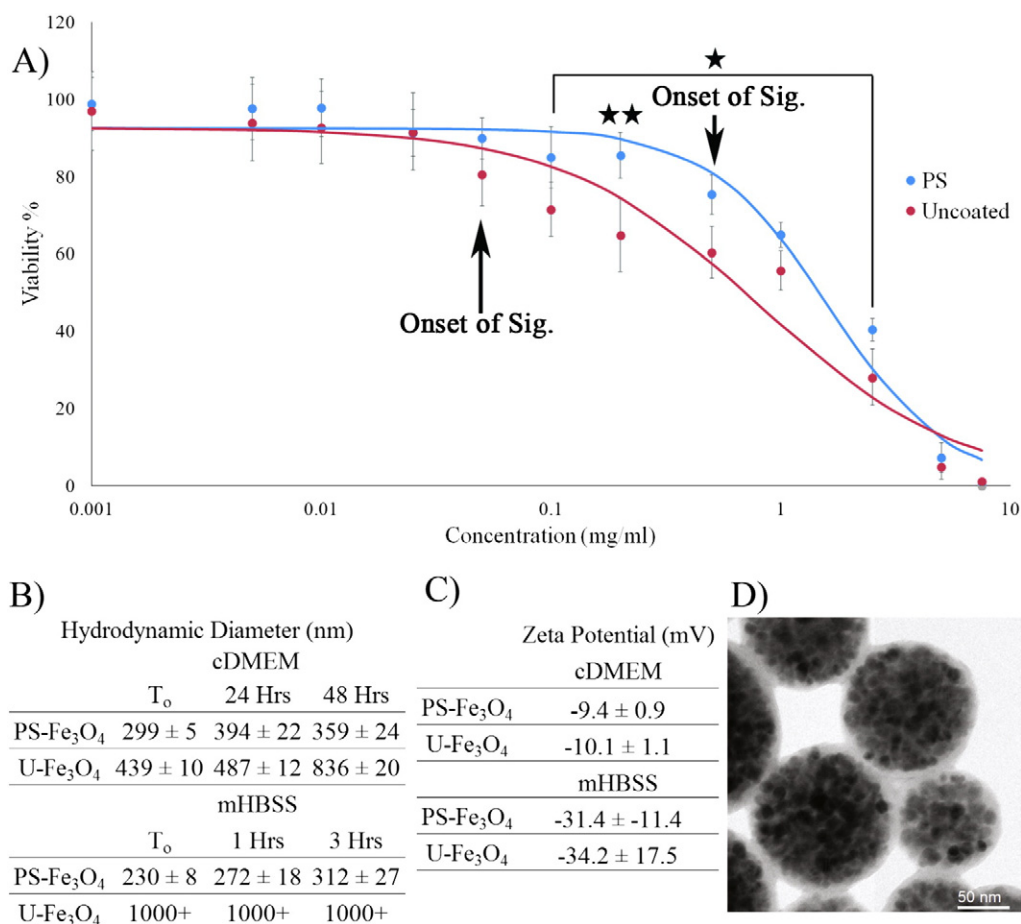 A)
120
100
80
60
40
20
0
Viability %
0.001 0.01 0.1 1 10
Concentration (mg/ml)
★
★★
Onset of Sig.
Onset of Sig.
PS
Uncoated
B)
Hydrodynamic Diameter (nm)
cDMEM
Tₒ 24 Hrs 48 Hrs
PS-Fe₃O₄ 299 ± 5 394 ± 22 359 ± 24
U-Fe₃O₄ 439 ± 10 487 ± 12 836 ± 20
mHBSS
Tₒ 1 Hrs 3 Hrs
PS-Fe₃O₄ 230 ± 8 272 ± 18 312 ± 27
U-Fe₃O₄ 1000+ 1000+ 1000+
C)
Zeta Potential (mV)
cDMEM
PS-Fe₃O₄ -9.4 ± 0.9
U-Fe₃O₄ -10.1 ± 1.1
mHBSS
PS-Fe₃O₄ -31.4 ± -11.4
U-Fe₃O₄ -34.2 ± 17.5
D)
50 nm